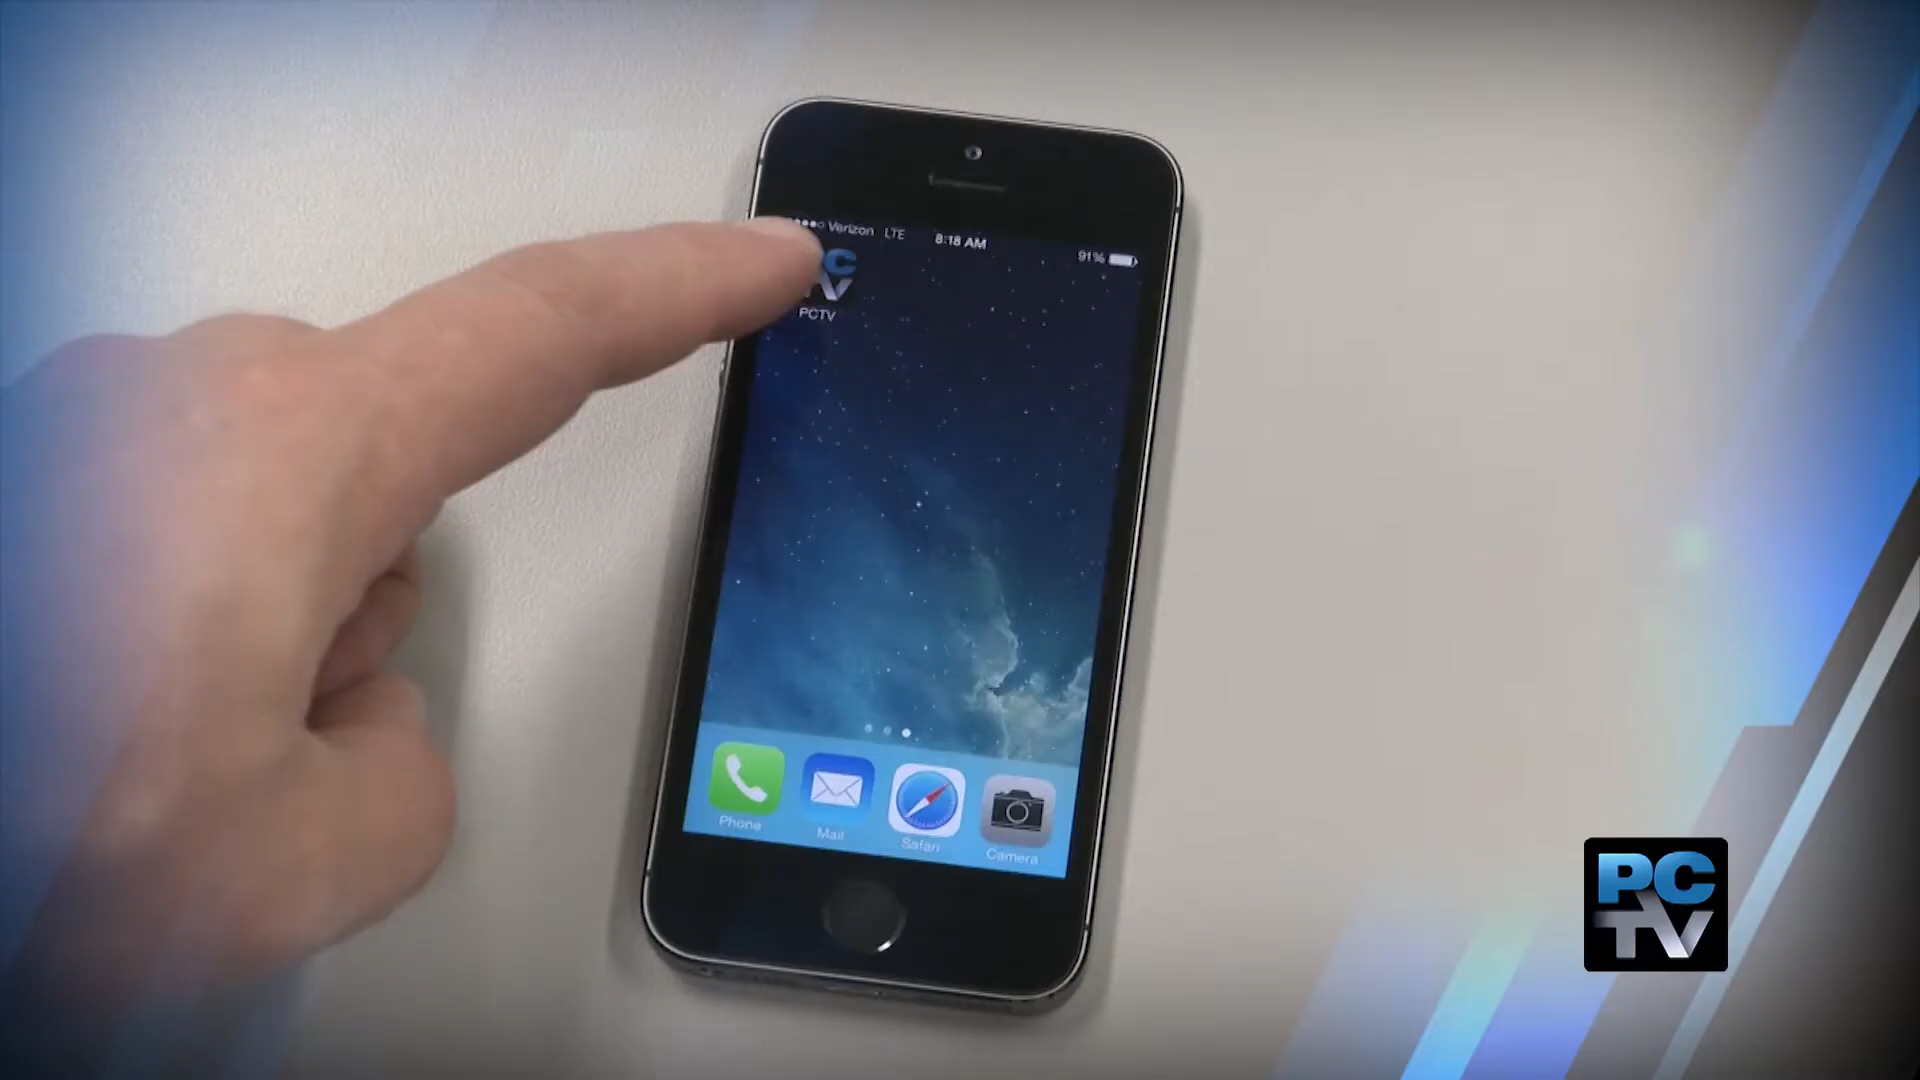 Verizon LTE 8:18 AM 91%
PCTV
Phone Mail Safari Camera
PC
TV